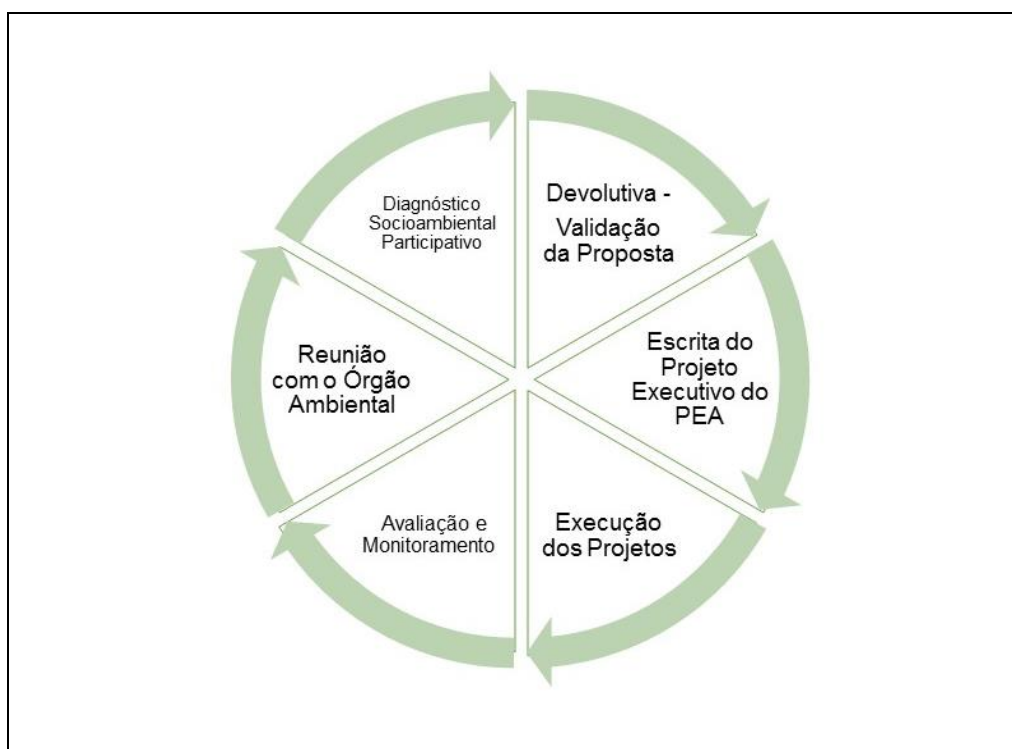 Diagnóstico
Socioambiental
Participativo
Devolutiva -
Validação
da Proposta
Escrita do
Projeto
Executivo do
PEA
Execução
dos Projetos
Avaliação e
Monitoramento
Reunião
com o Órgão
Ambiental